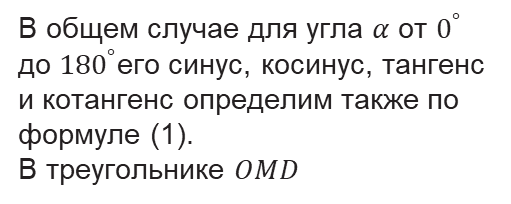 В общем случае для угла α от 0°
до 180° его синус, косинус, тангенс
и котангенс определим также по
формуле (1).
В треугольнике OMD